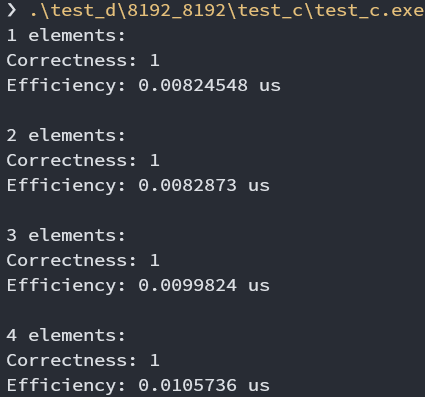 ❯ .\test_d\8192_8192\test_c\test_c.exe
1 elements:
Correctness: 1
Efficiency: 0.00824548 us
2 elements:
Correctness: 1
Efficiency: 0.0082873 us
3 elements:
Correctness: 1
Efficiency: 0.0099824 us
4 elements:
Correctness: 1
Efficiency: 0.0105736 us